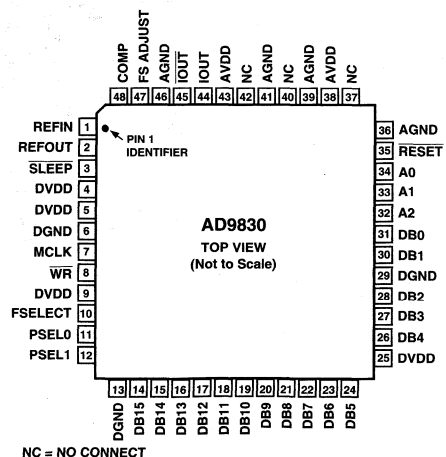 COMP
FS ADJUST
AGND
IOUT
IOUT
AVDD
NC
AGND
NC
AGND
AVDD
NC
48 47 46 45 44 43 42 41 40 39 38 37
REFIN 1
REFOUT 2
SLEEP 3
DVDD 4
DVDD 5
DGND 6
MCLK 7
WR 8
DVDD 9
FSELECT 10
PSEL0 11
PSEL1 12
PIN 1
IDENTIFIER
AD9830
TOP VIEW
(Not to Scale)
36 AGND
35 RESET
34 A0
33 A1
32 A2
31 DB0
30 DB1
29 DGND
28 DB2
27 DB3
26 DB4
25 DVDD
13 14 15 16 17 18 19 20 21 22 23 24
DGND
DB15
DB14
DB13
DB12
DB11
DB10
DB9
DB8
DB7
DB6
DB5
NC = NO CONNECT